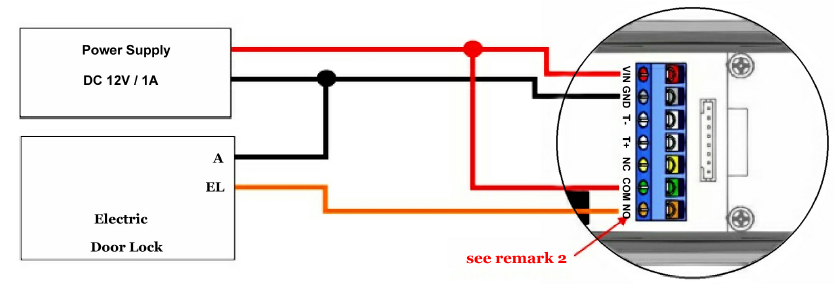 Power Supply
DC 12V / 1A
A
EL
Electric
Door Lock
VIN
GND
T-
T+
NC
COM
NO
see remark 2